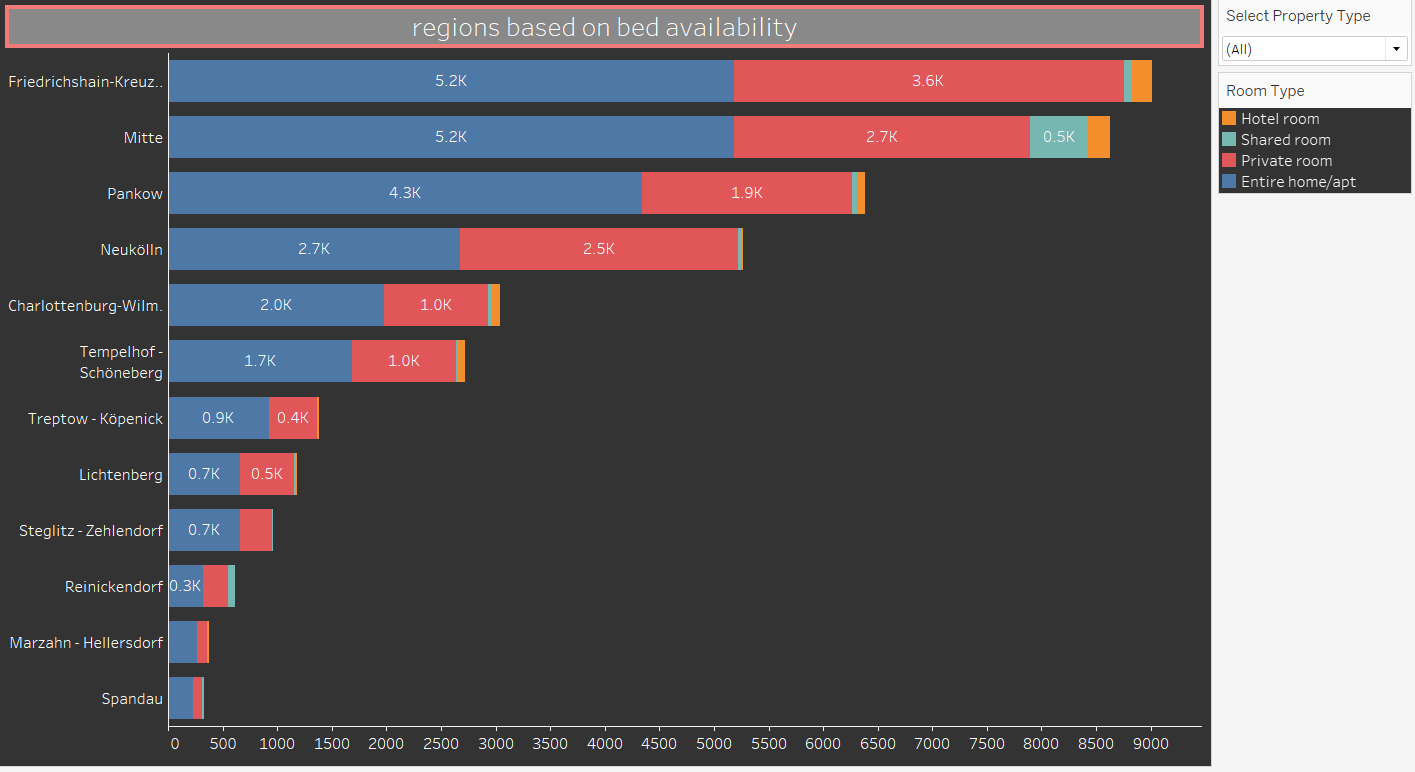 regions based on bed availability
Select Property Type
(All)
Room Type
Hotel room
Shared room
Private room
Entire home/apt
Friedrichshain-Kreuz.. 5.2K 3.6K
Mitte 5.2K 2.7K 0.5K
Pankow 4.3K 1.9K
Neukölln 2.7K 2.5K
Charlottenburg-Wilm. 2.0K 1.0K
Tempelhof -
Schöneberg 1.7K 1.0K
Treptow - Köpenick 0.9K 0.4K
Lichtenberg 0.7K 0.5K
Steglitz - Zehlendorf 0.7K
Reinickendorf 0.3K
Marzahn - Hellersdorf
Spandau
0 500 1000 1500 2000 2500 3000 3500 4000 4500 5000 5500 6000 6500 7000 7500 8000 8500 9000